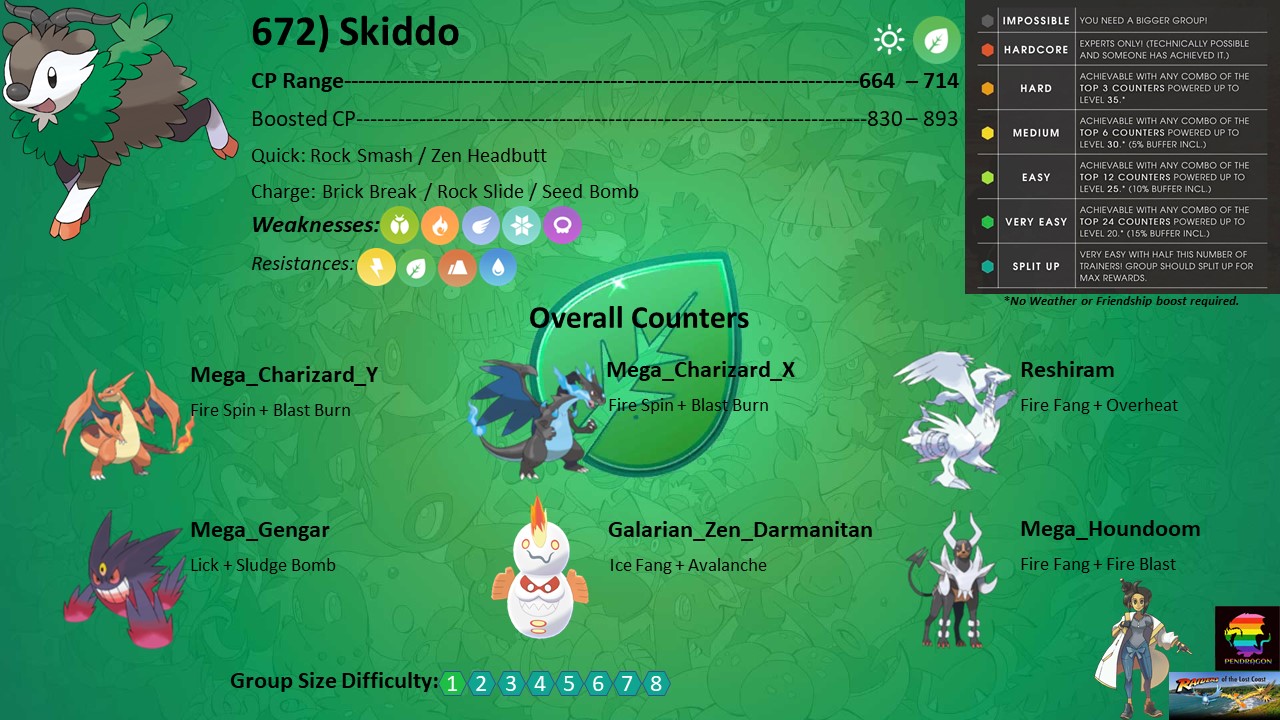 672) Skiddo
CP Range----------------------------------------------------------------664 – 714
Boosted CP----------------------------------------------------------------830 – 893
Quick: Rock Smash / Zen Headbutt
Charge: Brick Break / Rock Slide / Seed Bomb
Weaknesses:
Resistances:
IMPOSSIBLE YOU NEED A BIGGER GROUP!
HARDCORE EXPERTS ONLY! (TECHNICALLY POSSIBLE
AND SOMEONE HAS ACHIEVED IT.)
HARD ACHIEVABLE WITH ANY COMBO OF THE
TOP 3 COUNTERS POWERED UP TO
LEVEL 35.*
MEDIUM ACHIEVABLE WITH ANY COMBO OF THE
TOP 6 COUNTERS POWERED UP TO
LEVEL 30.* (5% BUFFER INCL.)
EASY ACHIEVABLE WITH ANY COMBO OF THE
TOP 12 COUNTERS POWERED UP TO
LEVEL 25.* (10% BUFFER INCL.)
VERY EASY ACHIEVABLE WITH ANY COMBO OF THE
TOP 24 COUNTERS POWERED UP TO
LEVEL 20.* (15% BUFFER INCL.)
SPLIT UP VERY EASY WITH HALF THIS NUMBER OF
TRAINERS! GROUP SHOULD SPLIT UP FOR
MAX REWARDS.
*No Weather or Friendship boost required.
Overall Counters
Mega_Charizard_Y
Fire Spin + Blast Burn
Mega_Charizard_X
Fire Spin + Blast Burn
Reshiram
Fire Fang + Overheat
Mega_Gengar
Lick + Sludge Bomb
Galarian_Zen_Darmanitan
Ice Fang + Avalanche
Mega_Houndoom
Fire Fang + Fire Blast
Group Size Difficulty: 1 2 3 4 5 6 7 8
PENDRAGON
RAIDERS of the Lost Coast